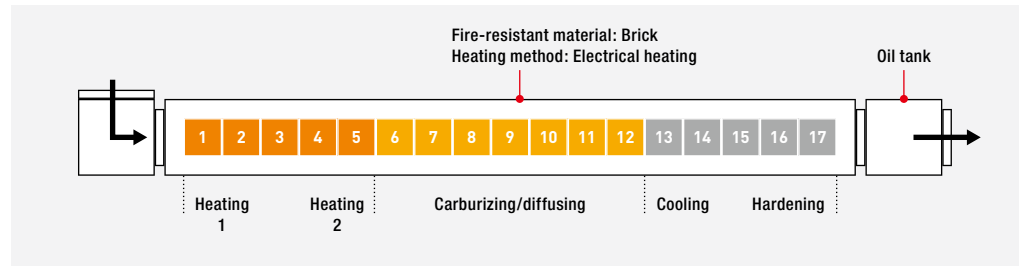 Fire-resistant material: Brick
Heating method: Electrical heating
Oil tank
1 2 3 4 5 6 7 8 9 10 11 12 13 14 15 16 17
Heating 1
Heating 2
Carburizing/diffusing
Cooling
Hardening